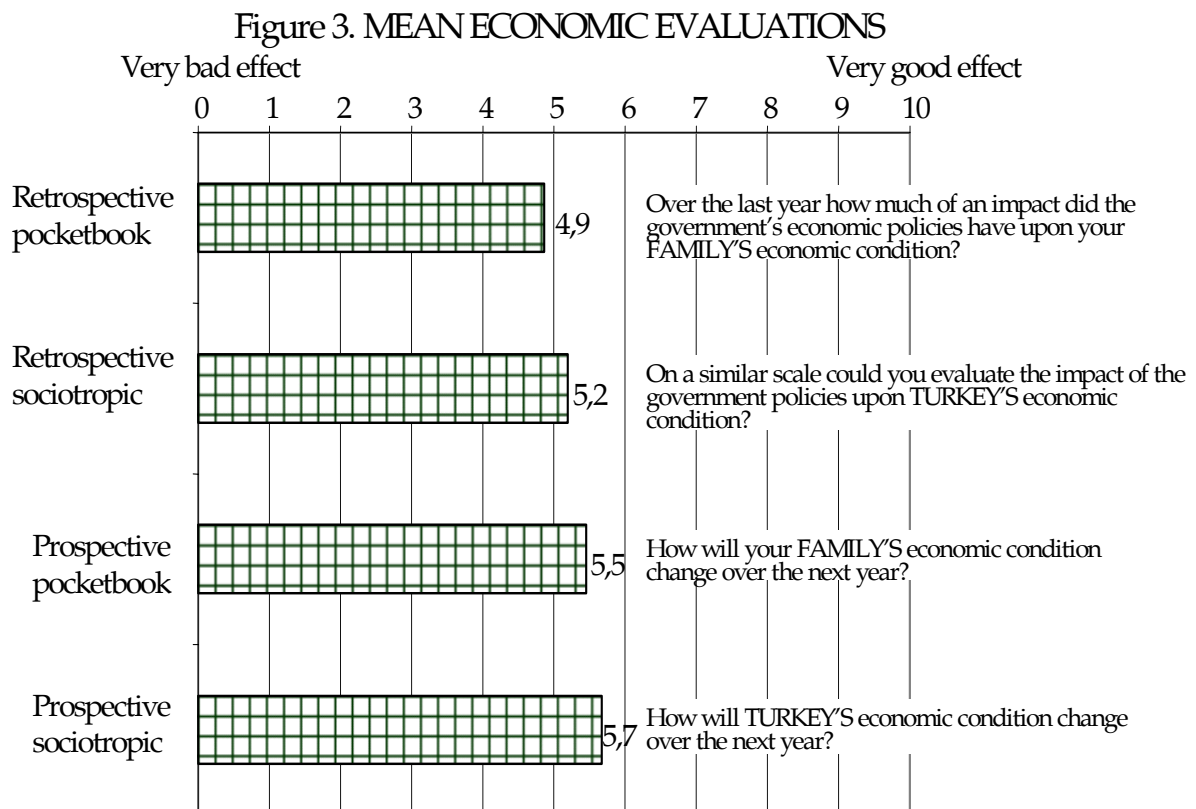 Figure 3. MEAN ECONOMIC EVALUATIONS
Very bad effect
Very good effect
0 1 2 3 4 5 6 7 8 9 10
Retrospective
pocketbook
4,9
Over the last year how much of an impact did the
government's economic policies have upon your
FAMILY'S economic condition?
Retrospective
sociotropic
5,2
On a similar scale could you evaluate the impact of the
government policies upon TURKEY'S economic
condition?
Prospective
pocketbook
5,5
How will your FAMILY'S economic condition
change over the next year?
Prospective
sociotropic
5,7
How will TURKEY'S economic condition change
over the next year?